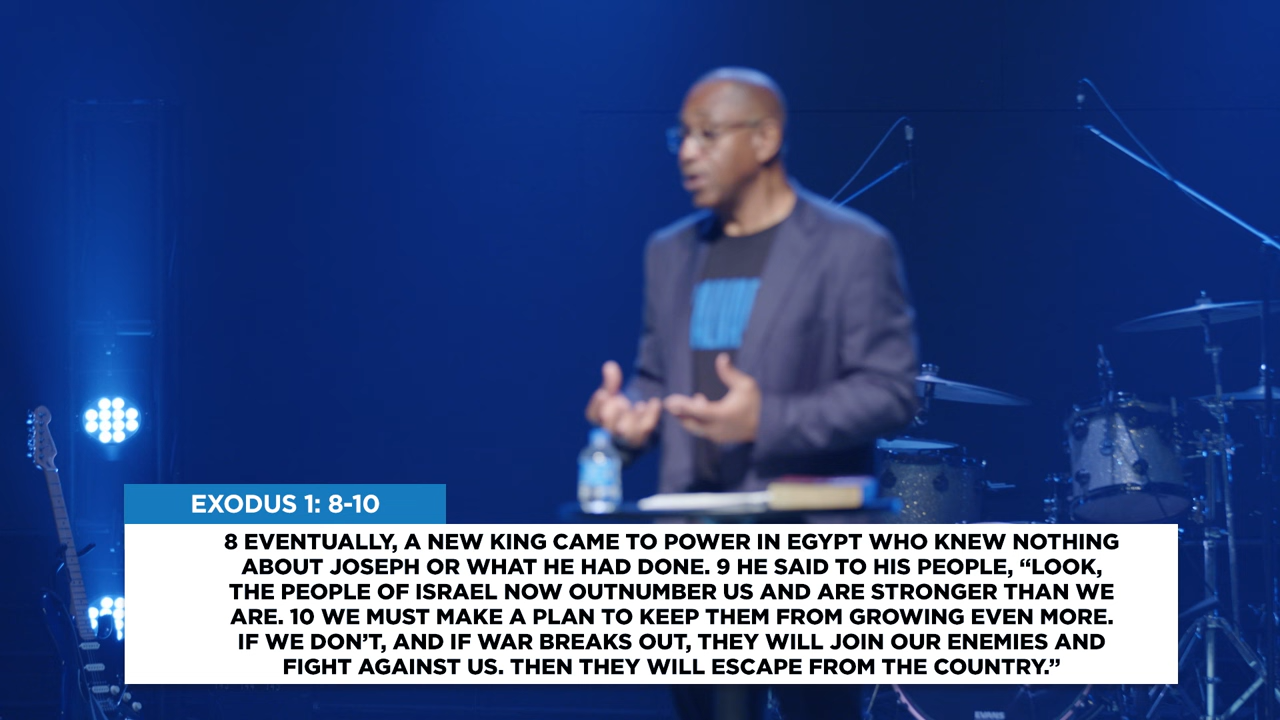 EXODUS 1: 8-10
8 EVENTUALLY, A NEW KING CAME TO POWER IN EGYPT WHO KNEW NOTHING
ABOUT JOSEPH OR WHAT HE HAD DONE. 9 HE SAID TO HIS PEOPLE, “LOOK,
THE PEOPLE OF ISRAEL NOW OUTNUMBER US AND ARE STRONGER THAN WE
ARE. 10 WE MUST MAKE A PLAN TO KEEP THEM FROM GROWING EVEN MORE.
IF WE DON’T, AND IF WAR BREAKS OUT, THEY WILL JOIN OUR ENEMIES AND
FIGHT AGAINST US. THEN THEY WILL ESCAPE FROM THE COUNTRY.”
EVANS